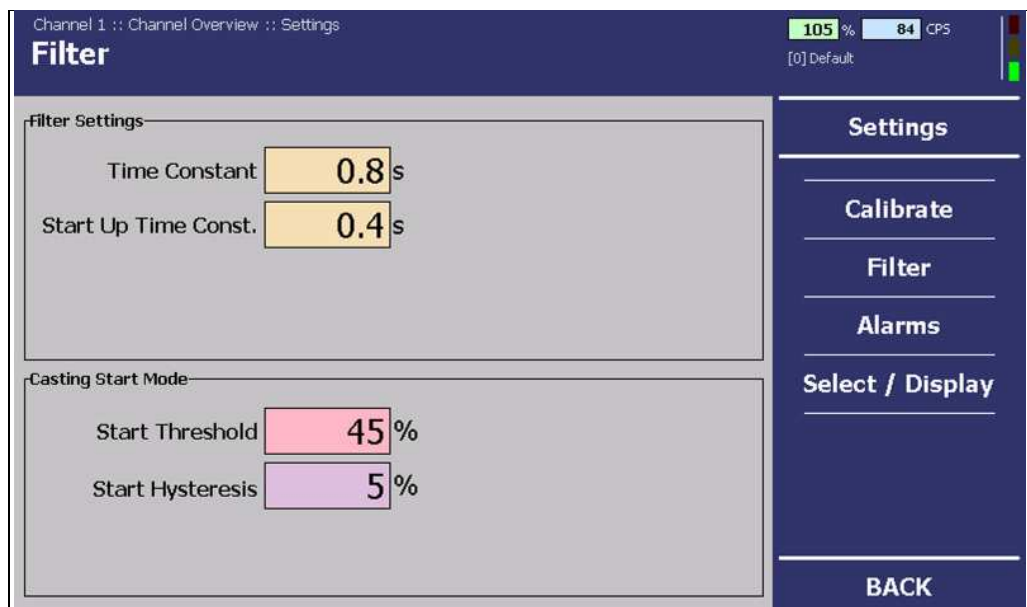 Channel 1 :: Channel Overview :: Settings
Filter
105 % 84 CPS
[0] Default
Filter Settings
Time Constant 0.8 s
Start Up Time Const. 0.4 s
Casting Start Mode
Start Threshold 45 %
Start Hysteresis 5 %
Settings
Calibrate
Filter
Alarms
Select / Display
BACK